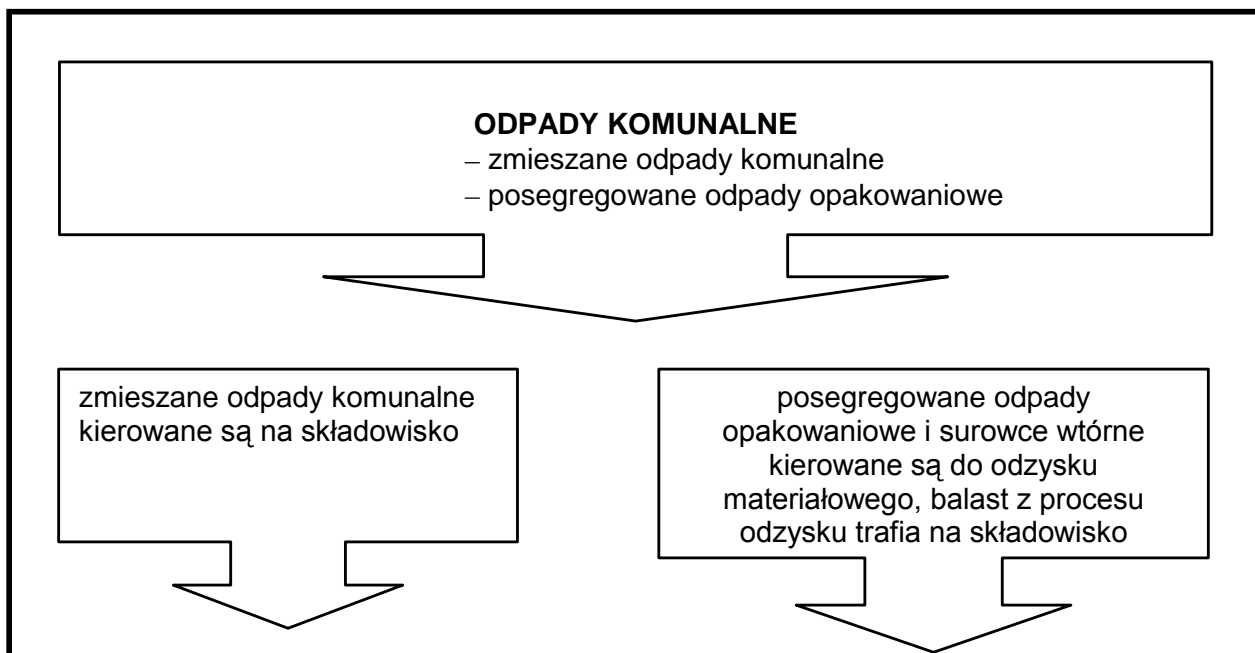 ODPADY KOMUNALNE
– zmieszane odpady komunalne
– posegregowane odpady opakowaniowe
zmieszane odpady komunalne
kierowane są na składowisko
posegregowane odpady
opakowaniowe i surowce wtórne
kierowane są do odzysku
materiałowego, balast z procesu
odzysku trafia na składowisko